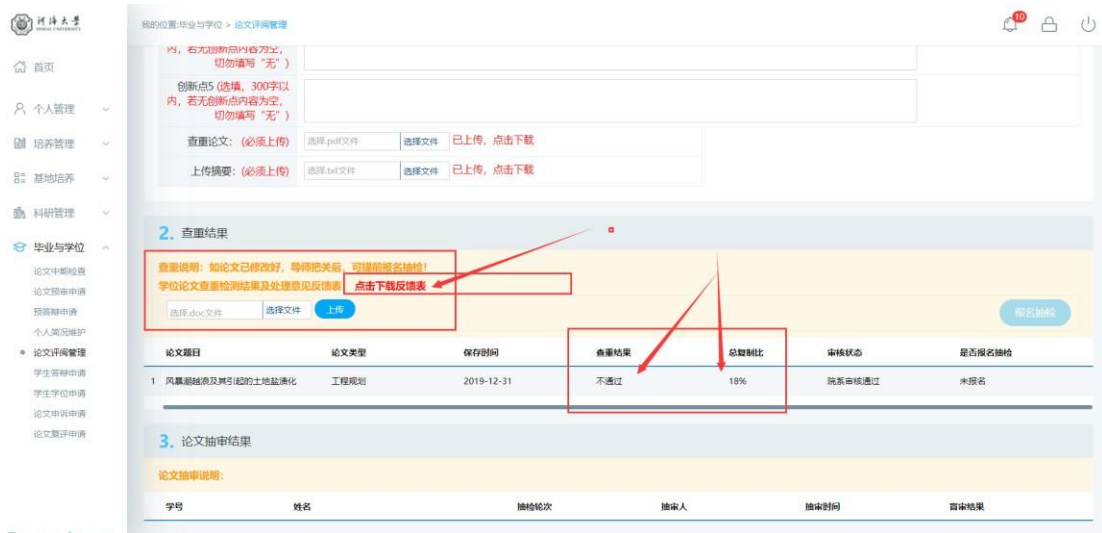 河海大学
HOHAI UNIVERSITY
我的位置:毕业与学位 > 论文评阅管理
10
首页
个人管理
培养管理
基地培养
科研管理
毕业与学位
论文中期检查
论文预审申请
预答辩申请
个人简况维护
论文评阅管理
学生答辩申请
学生学位申请
论文申诉申请
论文复评申请
内，若无创新点内容为空，
切勿填写“无”）
创新点5 (选填，300字以
内，若无创新点内容为空，
切勿填写“无”）
查重论文：(必须上传) 选择.pdf文件 选择文件 已上传，点击下载
上传摘要：(必须上传) 选择.txt文件 选择文件 已上传，点击下载
2. 查重结果
查重说明：如论文已修改好，导师把关后，可提前报名抽检！
学位论文查重检测结果及处理意见反馈表 点击下载反馈表
选择.doc文件 选择文件 上传
报名抽检
论文题目 论文类型 保存时间 查重结果 总复制比 审核状态 是否报名抽检
1 风暴潮越浪及其引起的土地盐渍化 工程规划 2019-12-31 不通过 18% 院系审核通过 未报名
3. 论文抽审结果
论文抽审说明：
学号 姓名 抽检轮次 抽审人 抽审时间 盲审结果